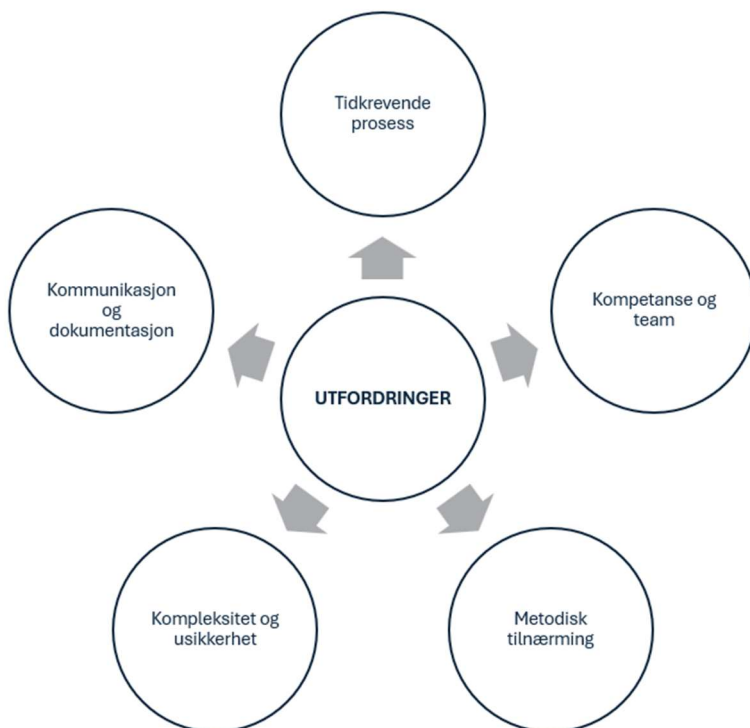 Tidkrevende
prosess
Kommunikasjon
og
dokumentasjon
Kompetanse og
team
UTFORDRINGER
Kompleksitet og
usikkerhet
Metodisk
tilnærming